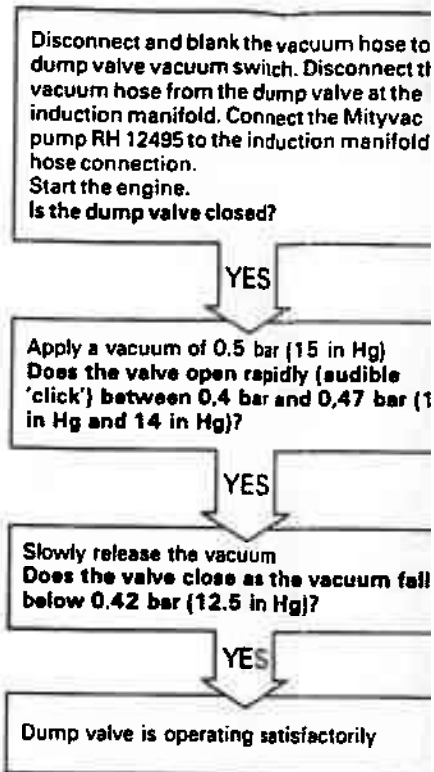 Disconnect and blank the vacuum hose to
dump valve vacuum switch. Disconnect th
vacuum hose from the dump valve at the
induction manifold. Connect the Mityvac
pump RH 12495 to the induction manifold
hose connection.
Start the engine.
Is the dump valve closed?
YES
Apply a vacuum of 0.5 bar (15 in Hg)
Does the valve open rapidly (audible
'click') between 0,4 bar and 0,47 bar (1
in Hg and 14 in Hg)?
YES
Slowly release the vacuum
Does the valve close as the vacuum fall
below 0.42 bar (12.5 in Hg)?
YES
Dump valve is operating satisfactorily